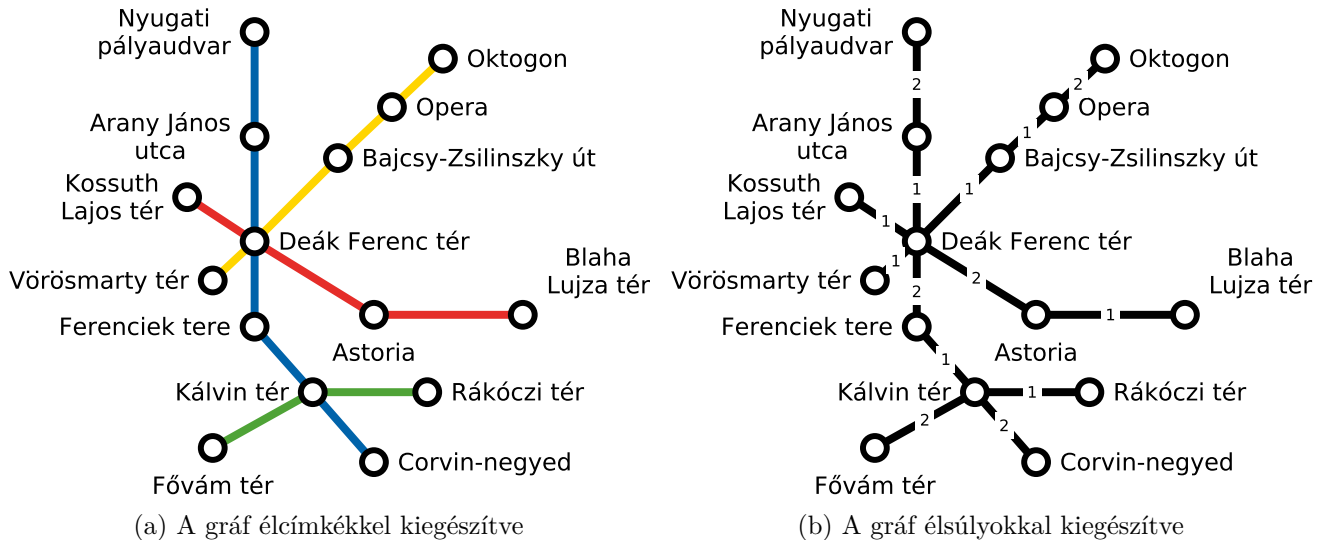 Nyugati
pályaudvar
Oktogon
Opera
Arany János
utca
Bajcsy-Zsilinszky út
Kossuth
Lajos tér
Deák Ferenc tér
Blaha
Lujza tér
Vörösmarty tér
Ferenciek tere
Astoria
Kálvin tér
Rákóczi tér
Corvin-negyed
Fővám tér
(a) A gráf élcímkékkel kiegészítve
Nyugati
pályaudvar
Oktogon
2
2
Opera
Arany János
utca
1
Bajcsy-Zsilinszky út
Kossuth
Lajos tér
1
1
1
Deák Ferenc tér
Blaha
Lujza tér
1
Vörösmarty tér
2
2
1
Ferenciek tere
Astoria
1
Kálvin tér
1
Rákóczi tér
2
2
Corvin-negyed
Fővám tér
(b) A gráf élsúlyokkal kiegészítve